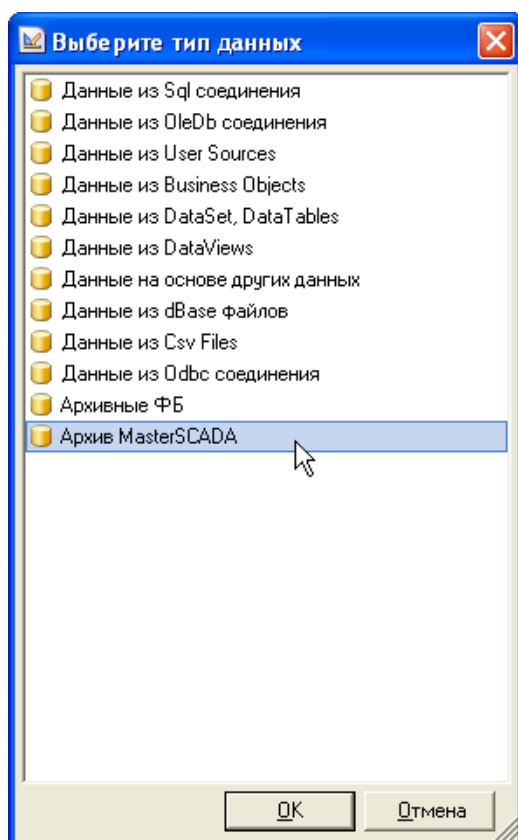 Выберите тип данных
Данные из Sql соединения
Данные из OleDb соединения
Данные из User Sources
Данные из Business Objects
Данные из DataSet, DataTables
Данные из DataViews
Данные на основе других данных
Данные из dBase файлов
Данные из Csv Files
Данные из Odbc соединения
Архивные ФБ
Архив MasterSCADA
OK
Отмена